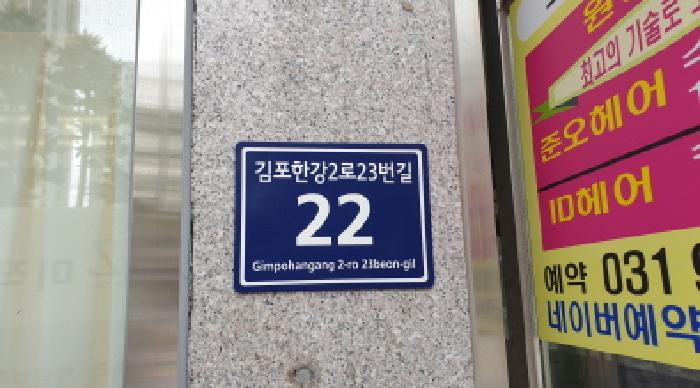 김포한강2로23번길
22
Gimpohangang 2-ro 23beon-gil
최고의 기술로
준오헤어
ID헤어
예약 031 9
네이버예약